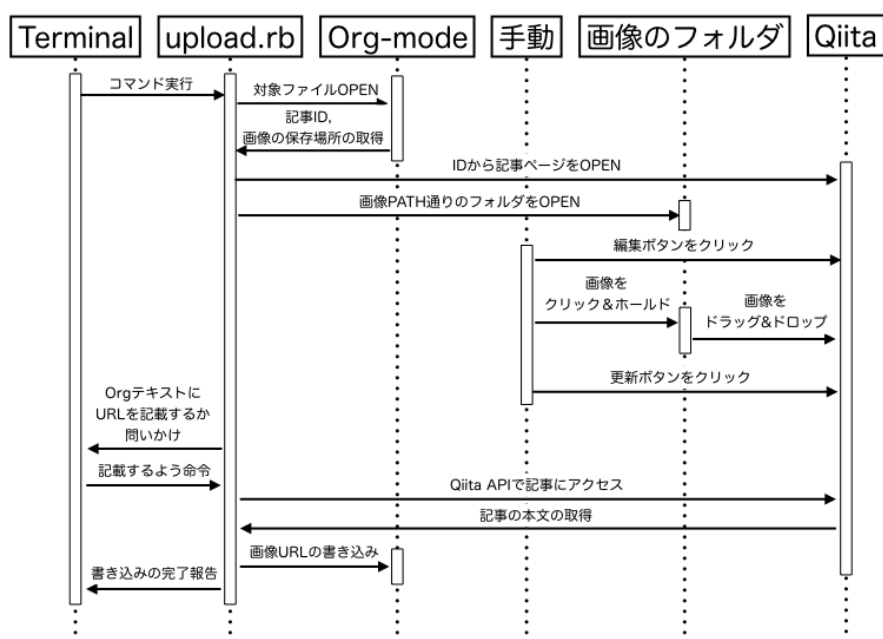 Terminal
upload.rb
Org-mode
手動
画像のフォルダ
Qiita
コマンド実行
対象ファイルOPEN
記事ID,
画像の保存場所の取得
IDから記事ページをOPEN
画像PATH通りのフォルダをOPEN
編集ボタンをクリック
画像を
クリック＆ホールド
画像を
ドラッグ&ドロップ
更新ボタンをクリック
Orgテキストに
URLを記載するか
問いかけ
記載するよう命令
Qiita APIで記事にアクセス
記事の本文の取得
画像URLの書き込み
書き込みの完了報告